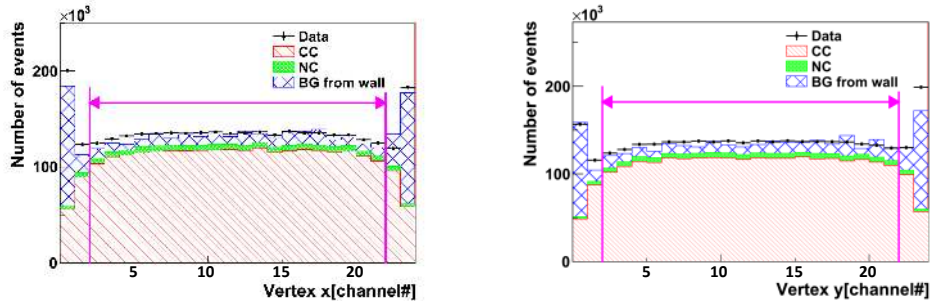 ×10³
Number of events
200
100
0
Data
CC
NC
BG from wall
5
10
15
20
Vertex x[channel#]
×10³
Number of events
200
100
0
Data
CC
NC
BG from wall
5
10
15
20
Vertex y[channel#]